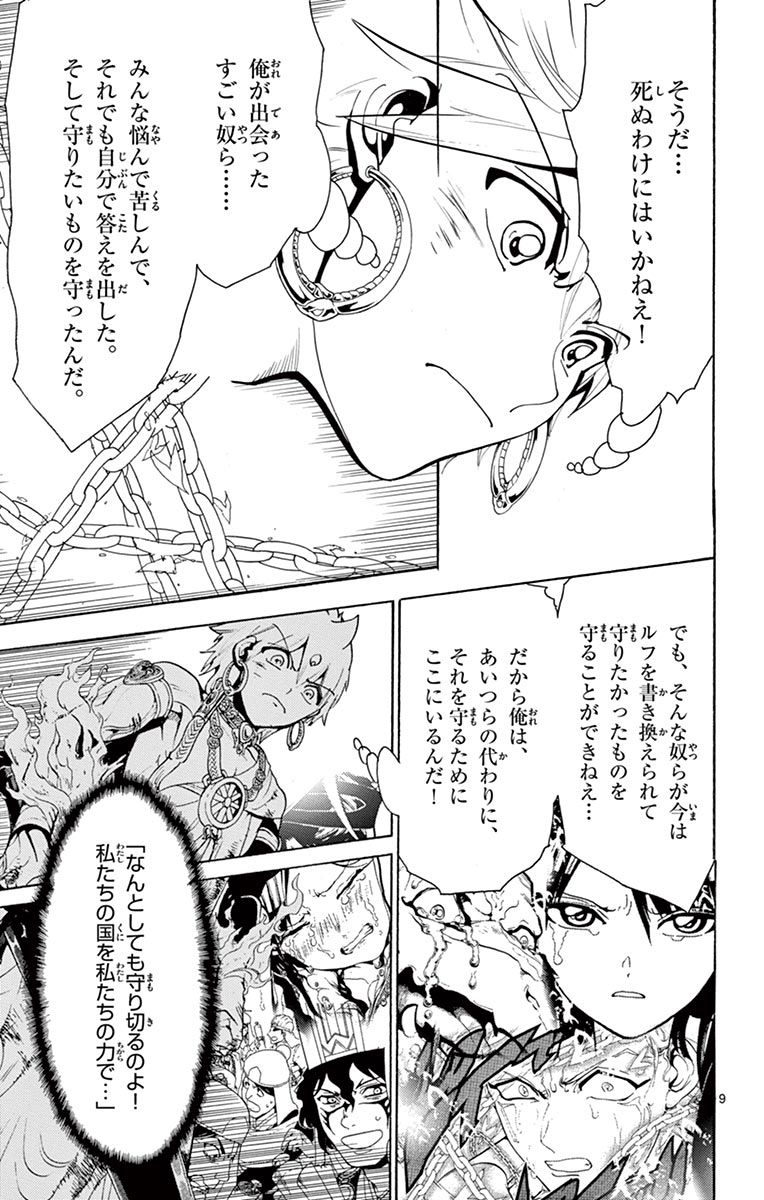 そうだ…
死ぬわけにはいかねえ！
俺が出会った
すごい奴ら……
みんな悩んで苦しんで、
それでも自分で答えを出した。
そして守りたいものを守ったんだ。
でも、そんな奴らが今は
ルフを書き換えられて
守りたかったものを
守ることができねえ…
だから俺は、
あいつらの代わりに、
それを守るために
ここにいるんだ！
「なんとしても守り切るのよ！
私たちの国を私たちの力で…」
9